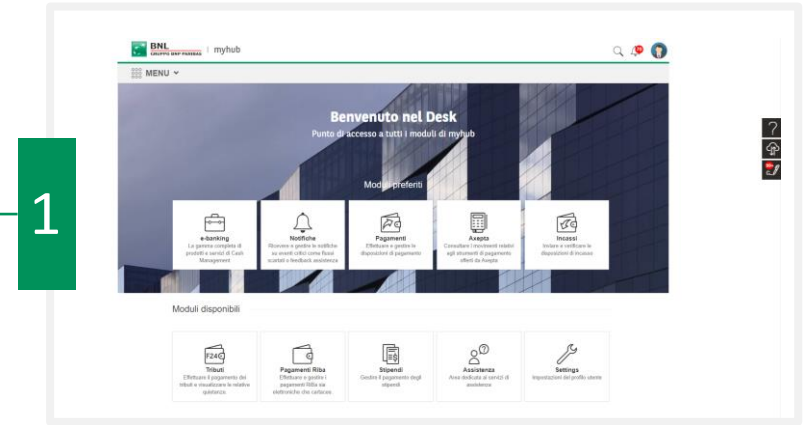 BNL
GRUPPO BNP PARIBAS
myhub
MENU
1
Benvenuto nel Desk
Punto di accesso a tutti i moduli di myhub
Moduli preferiti
e-banking
La gamma completa di
prodotti e servizi di Cash
Management
Notifiche
Ricevere e gestire le notifiche
su eventi critici come flussi
scartati o feedback assistenza
Pagamenti
Effettuare e gestire le
disposizioni di pagamento
Axepta
Consultare i movimenti relativi
agli strumenti di pagamento
offerti da Axepta
Incassi
Inviare e verificare le
disposizioni di incasso
Moduli disponibili
F24
Tributi
Effettuare il pagamento dei
tributi e visualizzare le relative
quietanze
Pagamenti Riba
Effettuare e gestire i
pagamenti RiBa sia
elettroniche che cartacee.
Stipendi
Gestire il pagamento degli
stipendi
Assistenza
Area dedicata ai servizi di
assistenza
Settings
Impostazioni del profilo utente
?